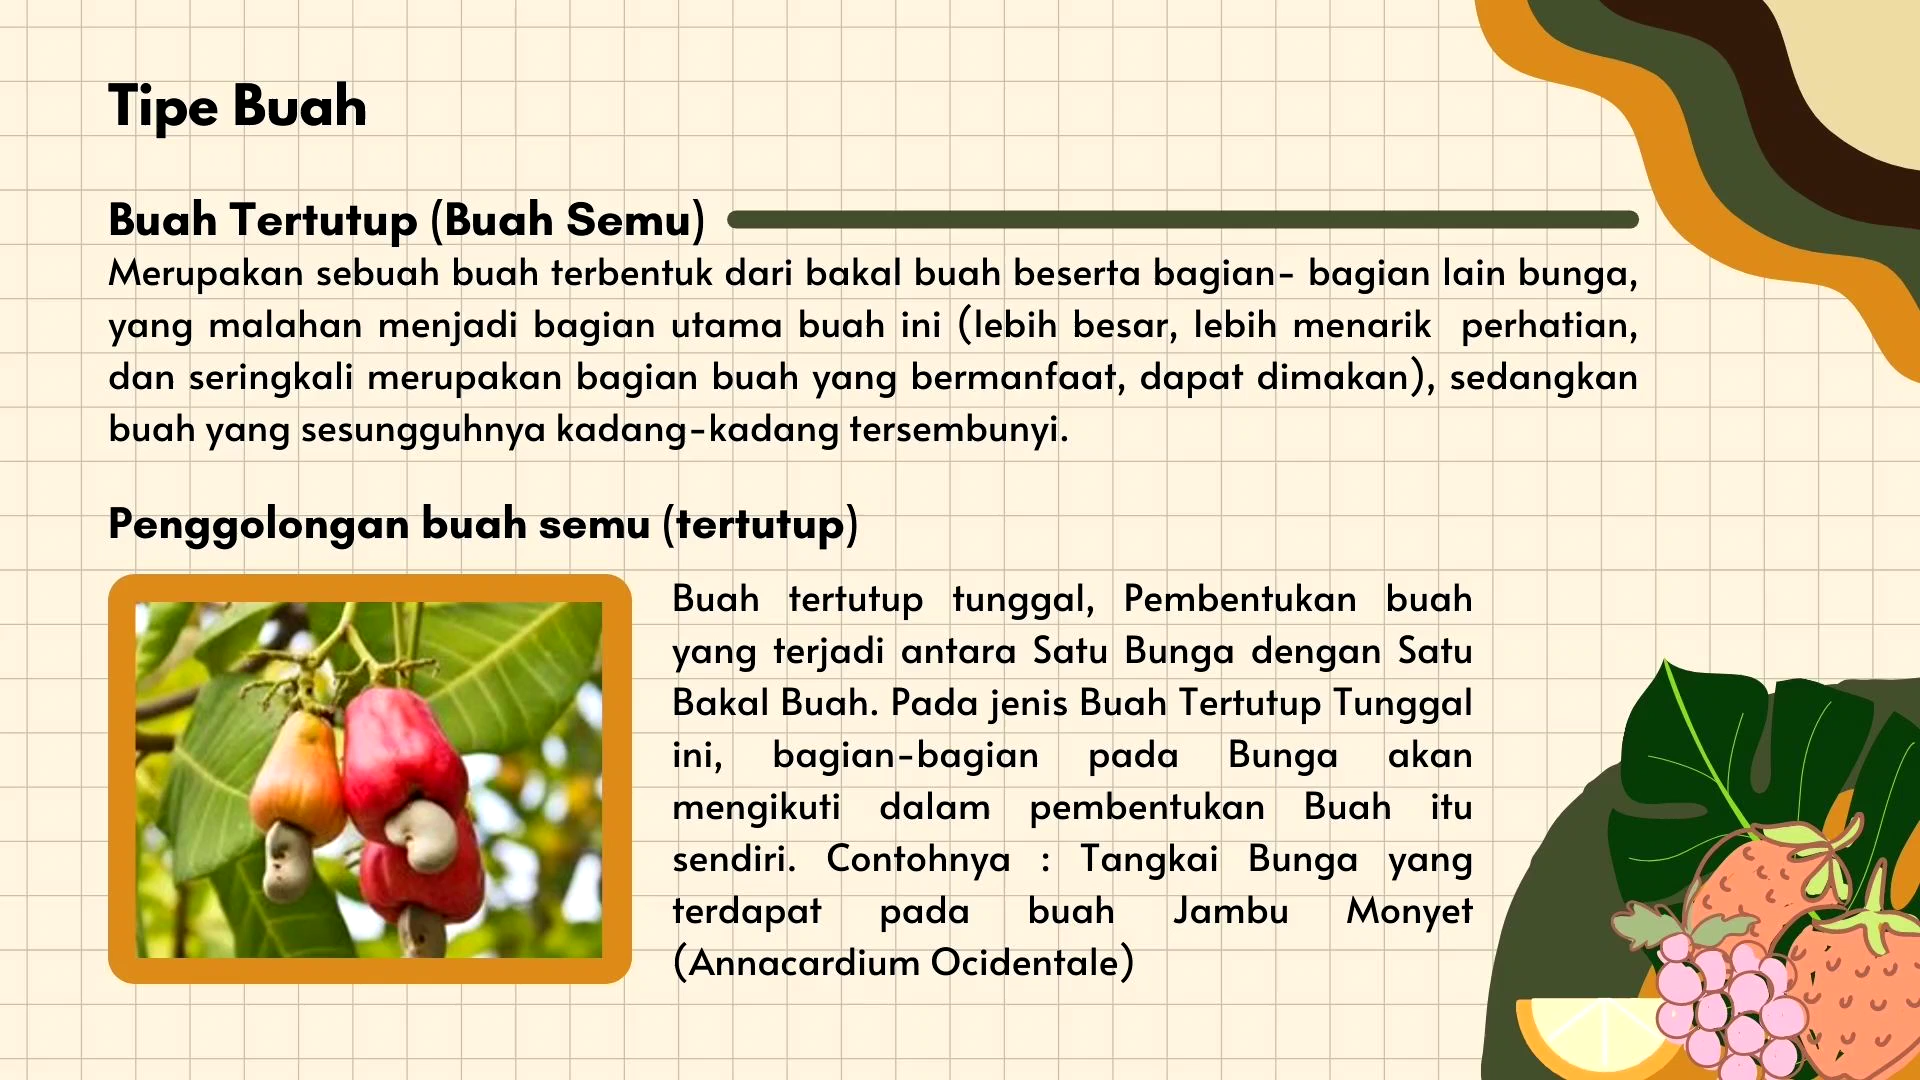 Tipe Buah
Buah Tertutup (Buah Semu)
Merupakan sebuah buah terbentuk dari bakal buah beserta bagian- bagian lain bunga,
yang malahan menjadi bagian utama buah ini (lebih besar, lebih menarik  perhatian,
dan seringkali merupakan bagian buah yang bermanfaat, dapat dimakan), sedangkan
buah yang sesungguhnya kadang-kadang tersembunyi.
Penggolongan buah semu (tertutup)
Buah tertutup tunggal, Pembentukan buah
yang terjadi antara Satu Bunga dengan Satu
Bakal Buah. Pada jenis Buah Tertutup Tunggal
ini, bagian-bagian pada Bunga akan
mengikuti dalam pembentukan Buah itu
sendiri. Contohnya : Tangkai Bunga yang
terdapat pada buah Jambu Monyet
(Annacardium Ocidentale)